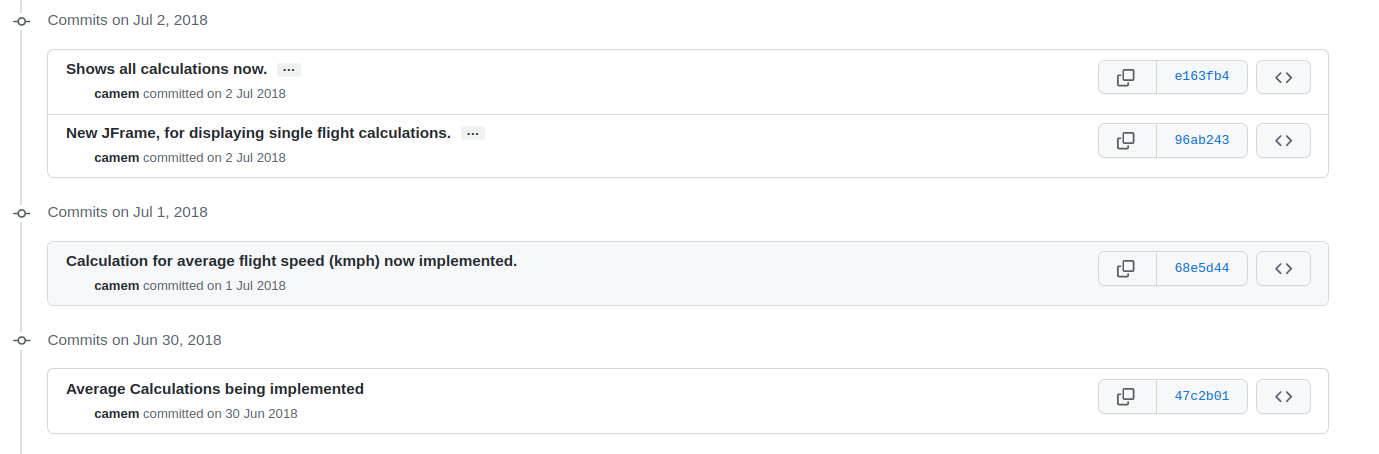 Commits on Jul 2, 2018
Shows all calculations now. ...
e163fb4
camem committed on 2 Jul 2018
New JFrame, for displaying single flight calculations. ...
96ab243
camem committed on 2 Jul 2018
Commits on Jul 1, 2018
Calculation for average flight speed (kmph) now implemented.
68e5d44
camem committed on 1 Jul 2018
Commits on Jun 30, 2018
Average Calculations being implemented
47c2b01
camem committed on 30 Jun 2018